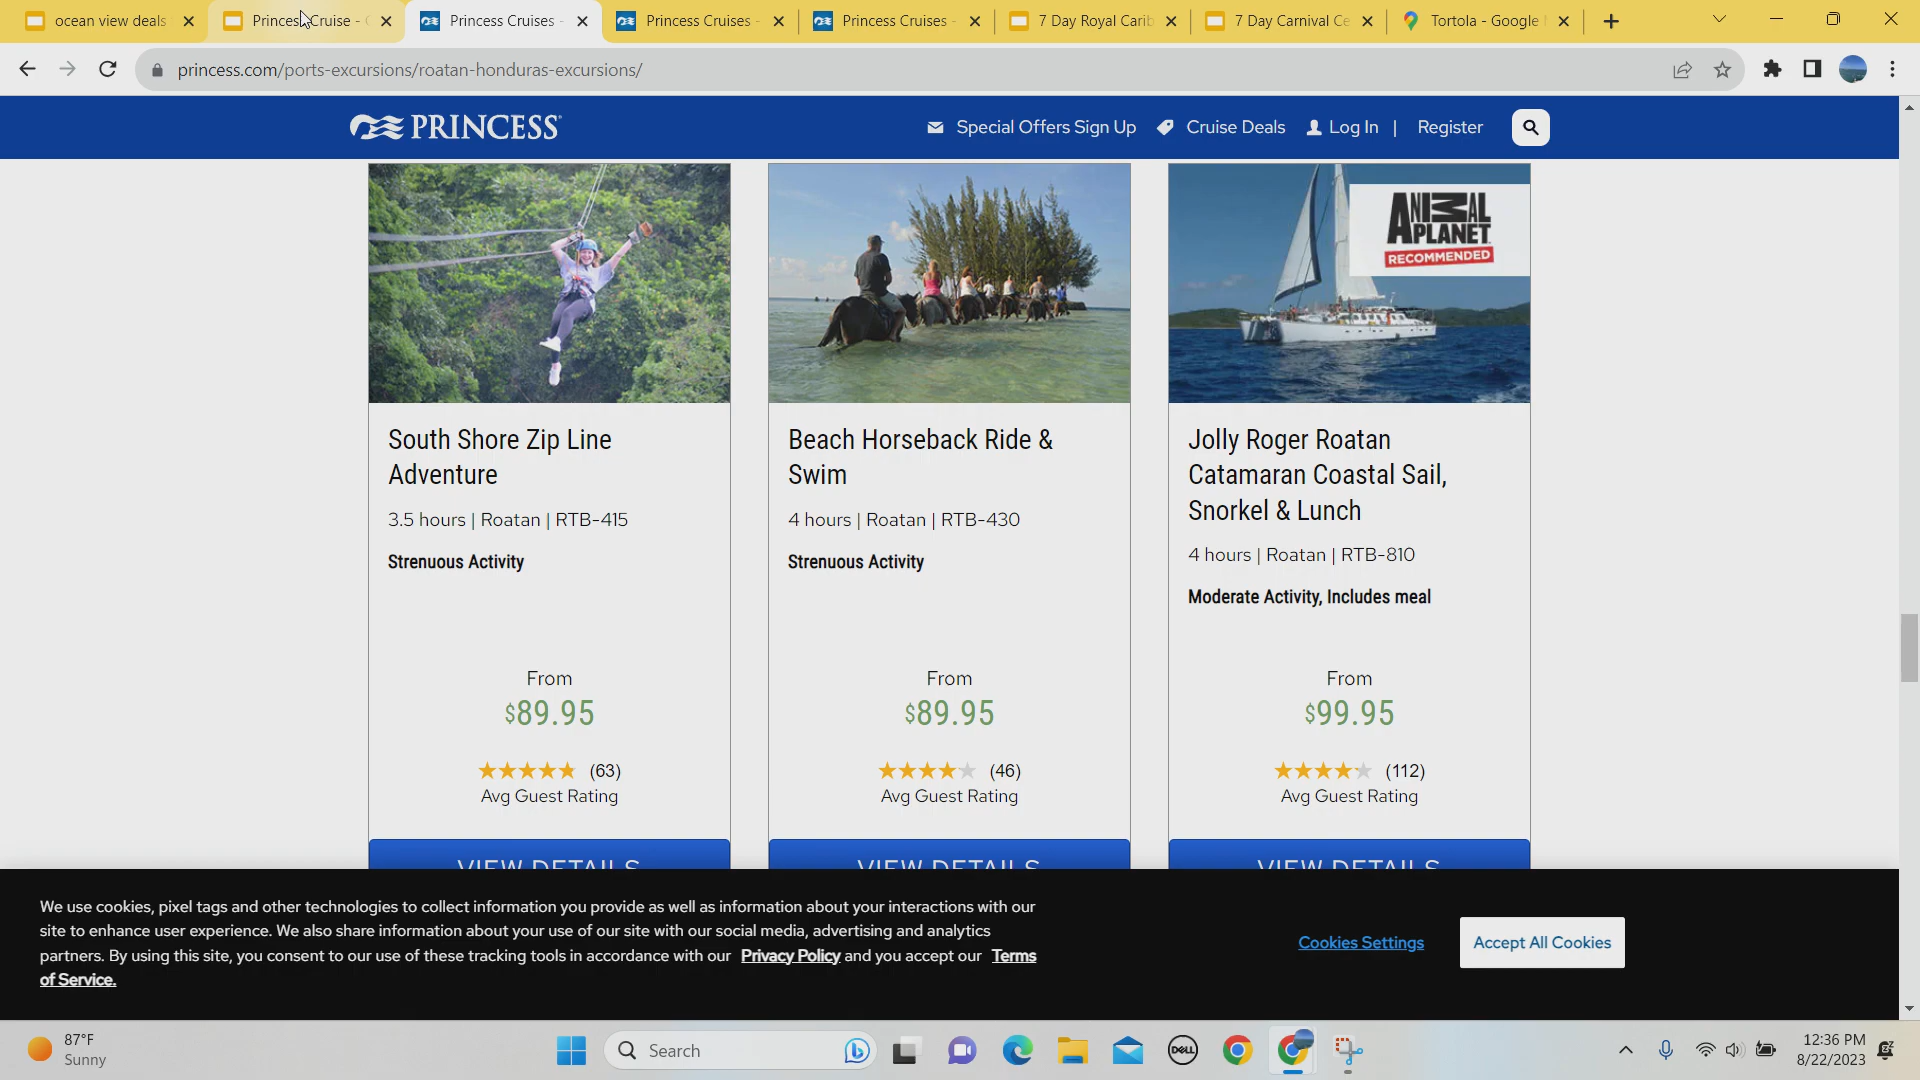 ocean view deals
Princess Cruise -
Princess Cruises -
Princess Cruises -
Princess Cruises -
7 Day Royal Carib
7 Day Carnival Ce
Tortola - Google
princess.com/ports-excursions/roatan-honduras-excursions/
PRINCESS
Special Offers Sign Up
Cruise Deals
Log In |
Register
ANIMAL
PLANET
RECOMMENDED
South Shore Zip Line
Adventure
3.5 hours | Roatan | RTB-415
Strenuous Activity
From
$89.95
(63)
Avg Guest Rating
VIEW DETAILS
Beach Horseback Ride &
Swim
4 hours | Roatan | RTB-430
Strenuous Activity
From
$89.95
(46)
Avg Guest Rating
VIEW DETAILS
Jolly Roger Roatan
Catamaran Coastal Sail,
Snorkel & Lunch
4 hours | Roatan | RTB-810
Moderate Activity, Includes meal
From
$99.95
(112)
Avg Guest Rating
VIEW DETAILS
We use cookies, pixel tags and other technologies to collect information you provide as well as information about your interactions with our
site to enhance user experience. We also share information about your use of our site with our social media, advertising and analytics
partners. By using this site, you consent to our use of these tracking tools in accordance with our Privacy Policy and you accept our Terms
of Service.
Cookies Settings
Accept All Cookies
87°F
Sunny
Search
DELL
12:36 PM
8/22/2023